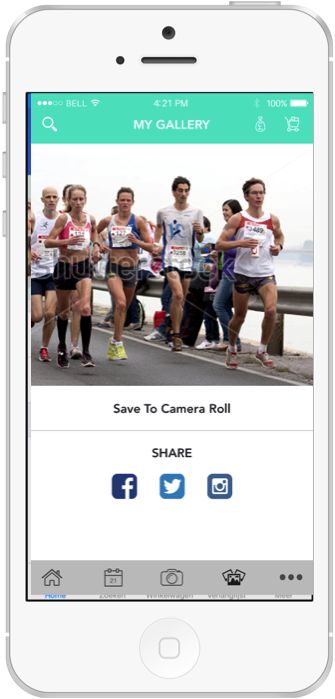 BELL 4:21 PM 100%
MY GALLERY
shutterstock
Save To Camera Roll
SHARE
21
Home Zoeken Winkelwagen Verlanglijst Meer